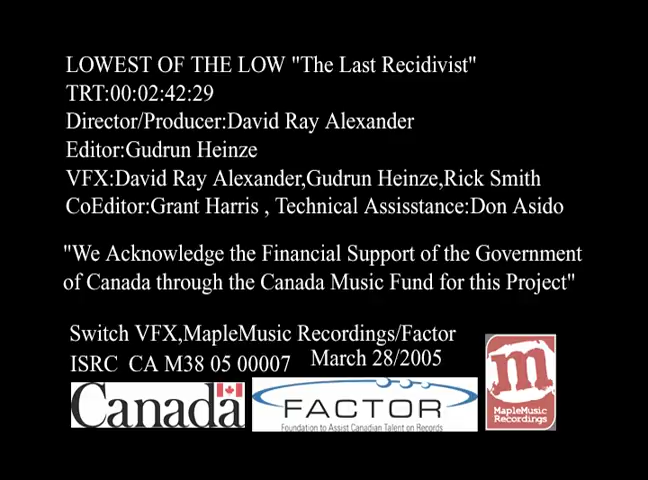 LOWEST OF THE LOW "The Last Recidivist"
TRT:00:02:42:29
Director/Producer:David Ray Alexander
Editor:Gudrun Heinze
VFX:David Ray Alexander,Gudrun Heinze,Rick Smith
CoEditor:Grant Harris , Technical Assisstance:Don Asido
"We Acknowledge the Financial Support of the Government
of Canada through the Canada Music Fund for this Project"
Switch VFX,MapleMusic Recordings/Factor
ISRC CA M38 05 00007 March 28/2005
Canada
FACTOR
Foundation to Assist Canadian Talent on Records
m
MapleMusic
Recordings